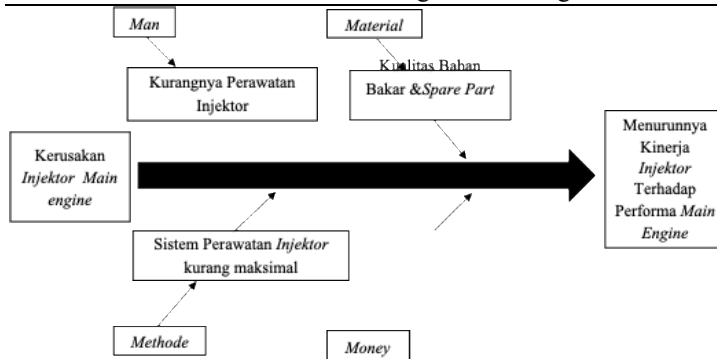 Man
Material
Kurangnya Perawatan
Injektor
Kualitas Bahan
Bakar &Spare Part
Kerusakan
Injektor Main
engine
Menurunnya
Kinerja
Injektor
Terhadap
Performa Main
Engine
Sistem Perawatan Injektor
kurang maksimal
Methode
Money